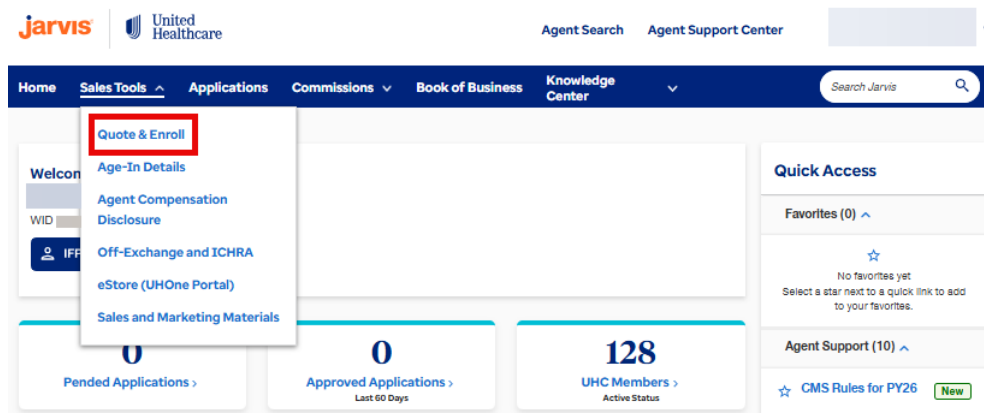 jarvis
United
Healthcare
Agent Search
Agent Support Center
Home
Sales Tools
Applications
Commissions
Book of Business
Knowledge
Center
Search Jarvis
Quote & Enroll
Age-In Details
Agent Compensation
Disclosure
Off-Exchange and ICHRA
eStore (UHOne Portal)
Sales and Marketing Materials
WID
0
Pended Applications >
0
Approved Applications >
Last 60 Days
128
UHC Members >
Active Status
Quick Access
Favorites (0)
No favorites yet
Select a star next to a quick link to add
to your favorites.
Agent Support (10)
CMS Rules for PY26
New